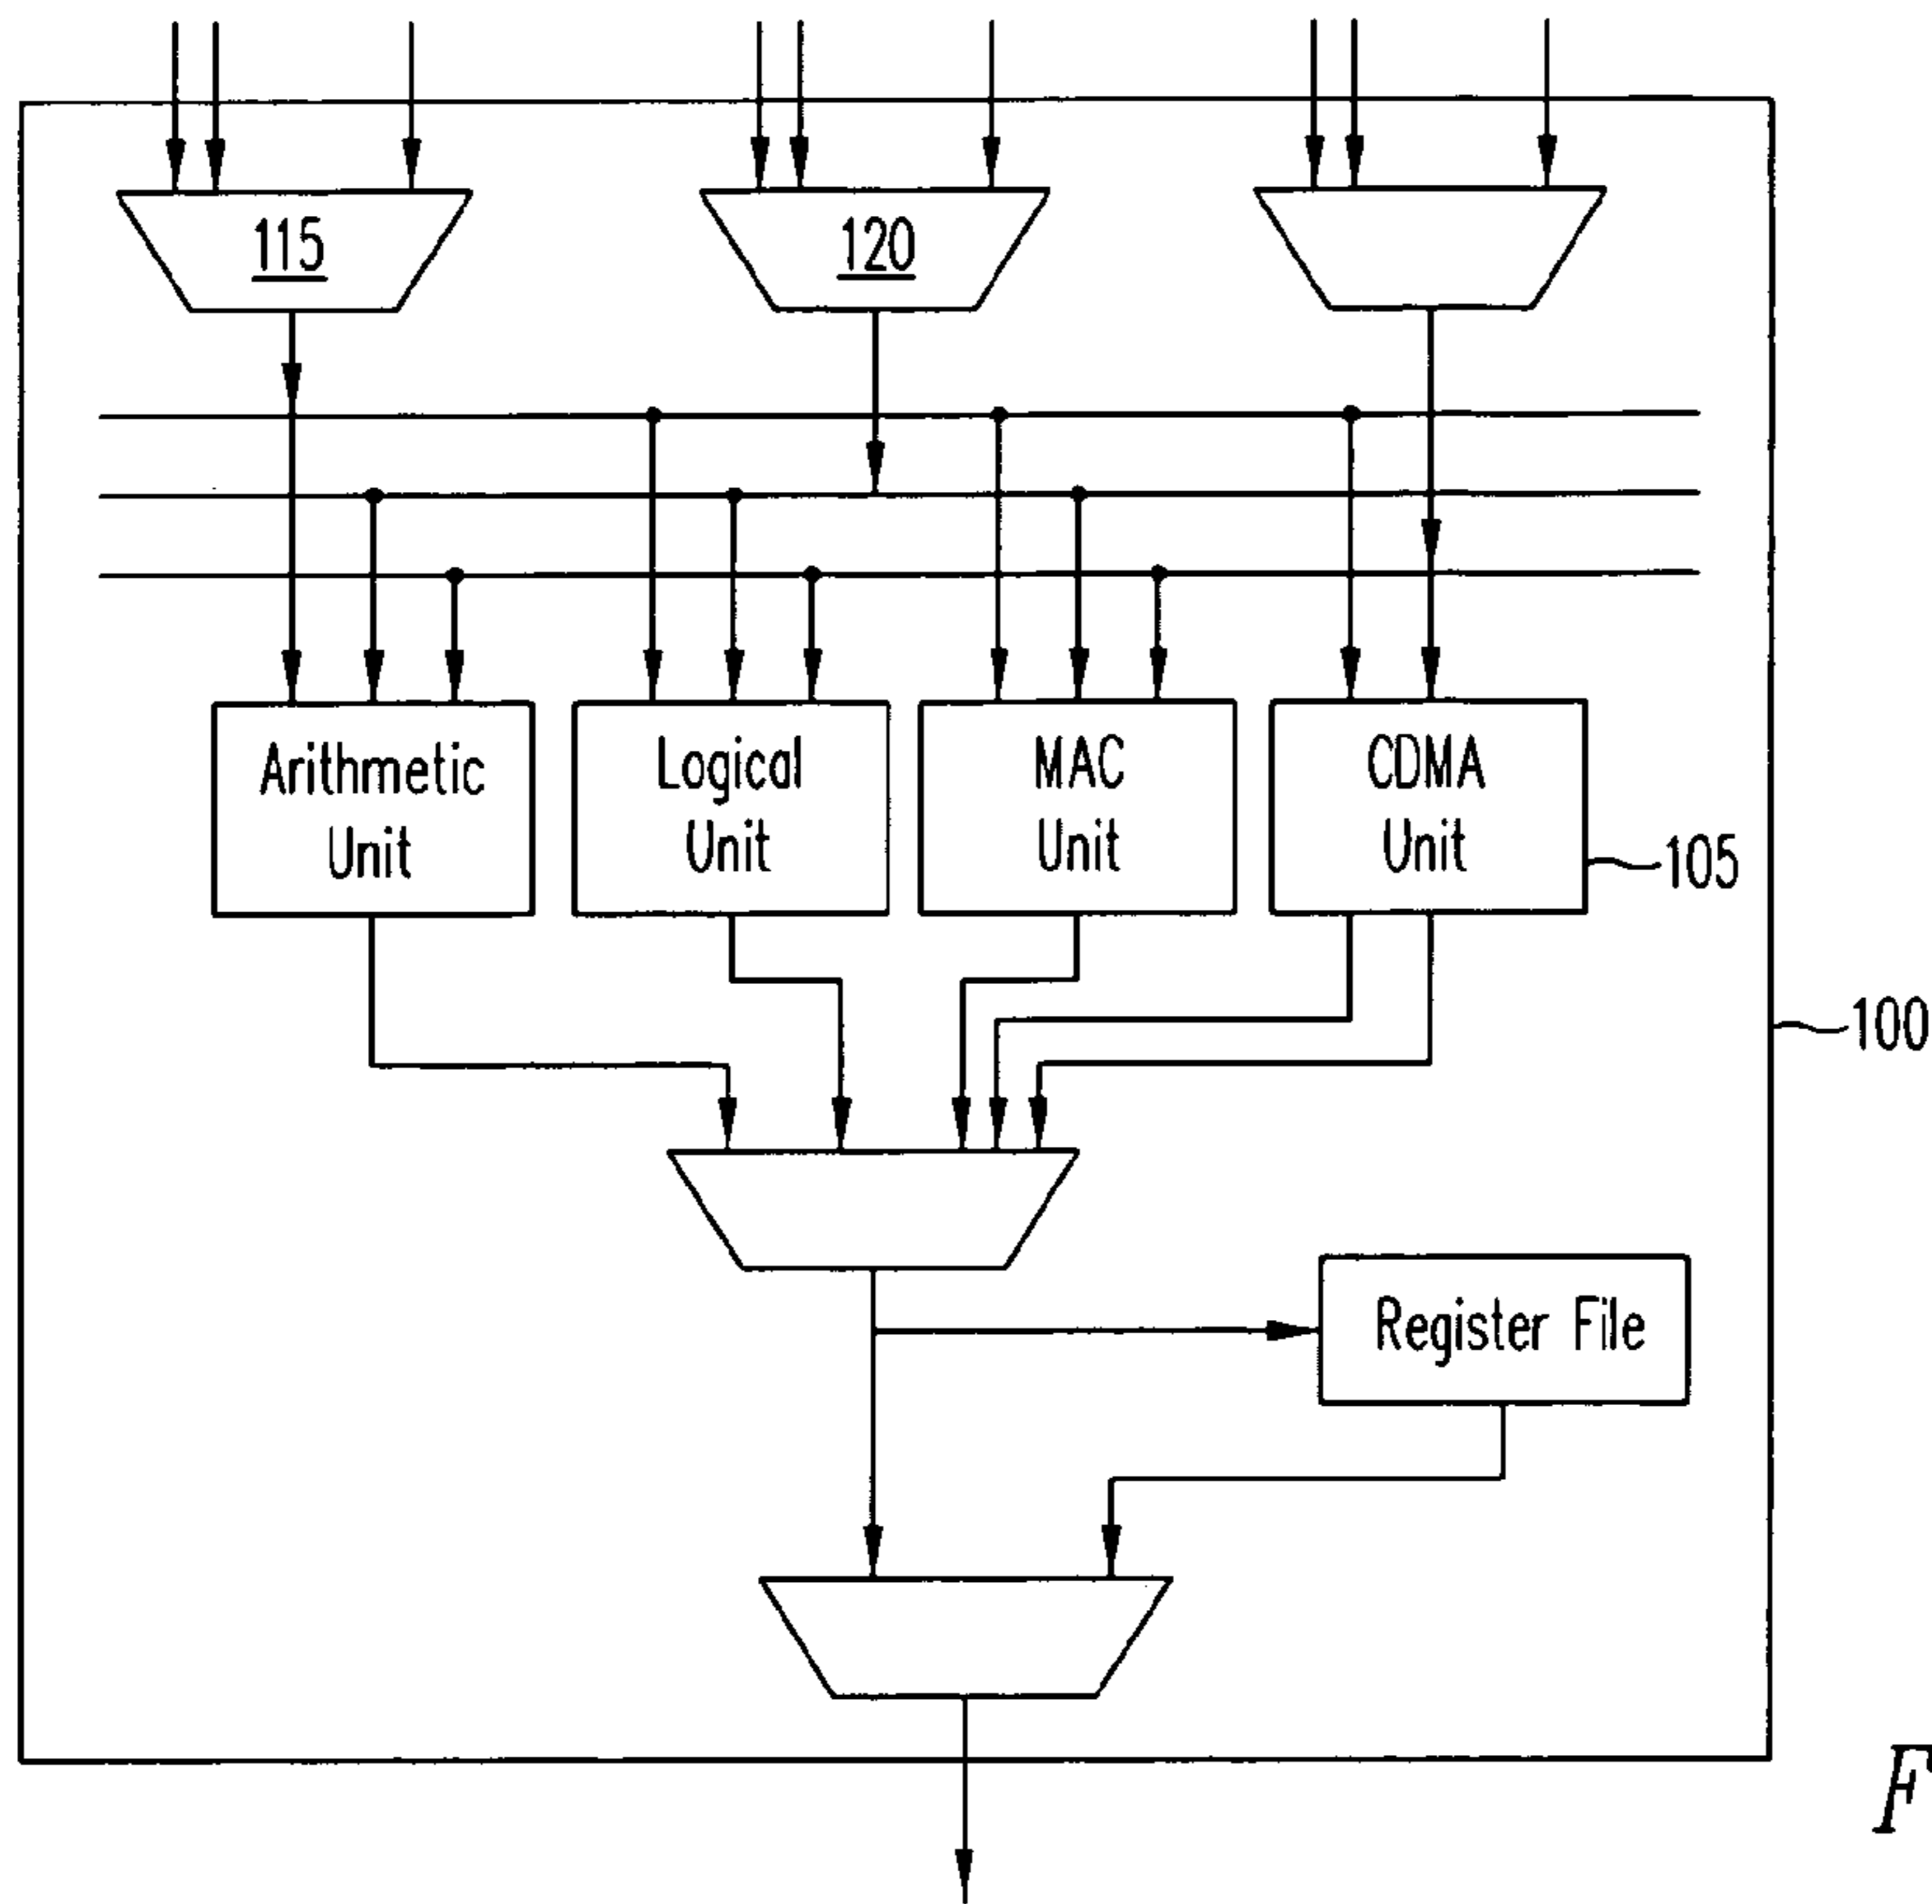 115
120
Arithmetic
Unit
Logical
Unit
MAC
Unit
CDMA
Unit
105
100
Register File
F